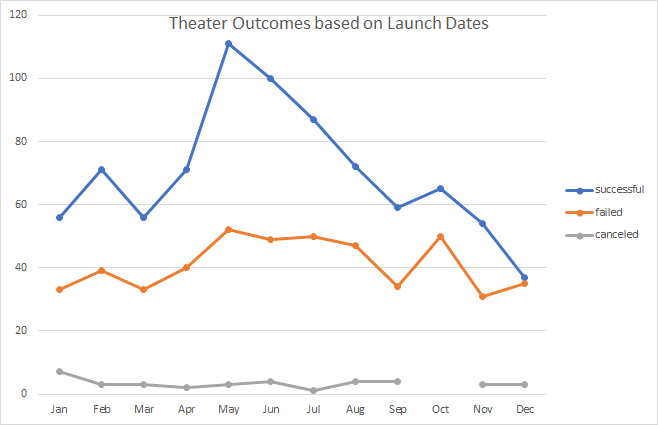 Theater Outcomes based on Launch Dates
120
100
80
60
40
20
0
Jan Feb Mar Apr May Jun Jul Aug Sep Oct Nov Dec
successful
failed
canceled